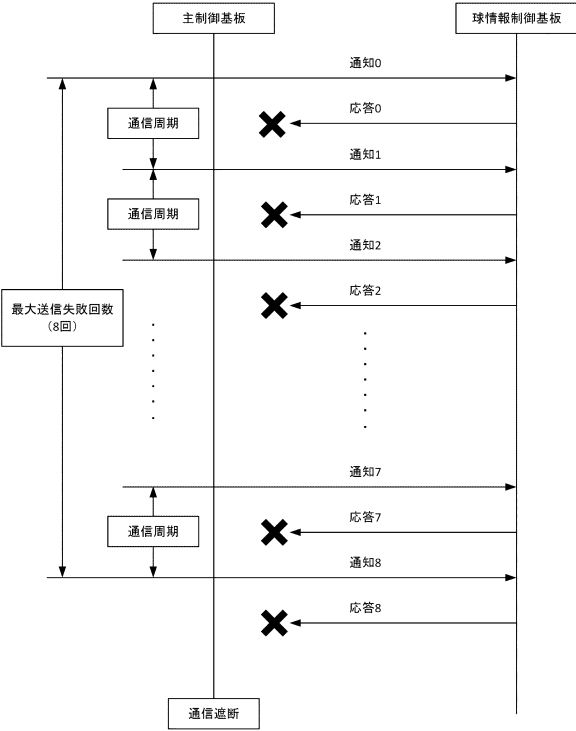 主制御基板
球情報制御基板
通知0
応答0
通信周期
通知1
応答1
通信周期
通知2
応答2
最大送信失敗回数
(8回)
通知7
応答7
通信周期
通知8
応答8
通信遮断